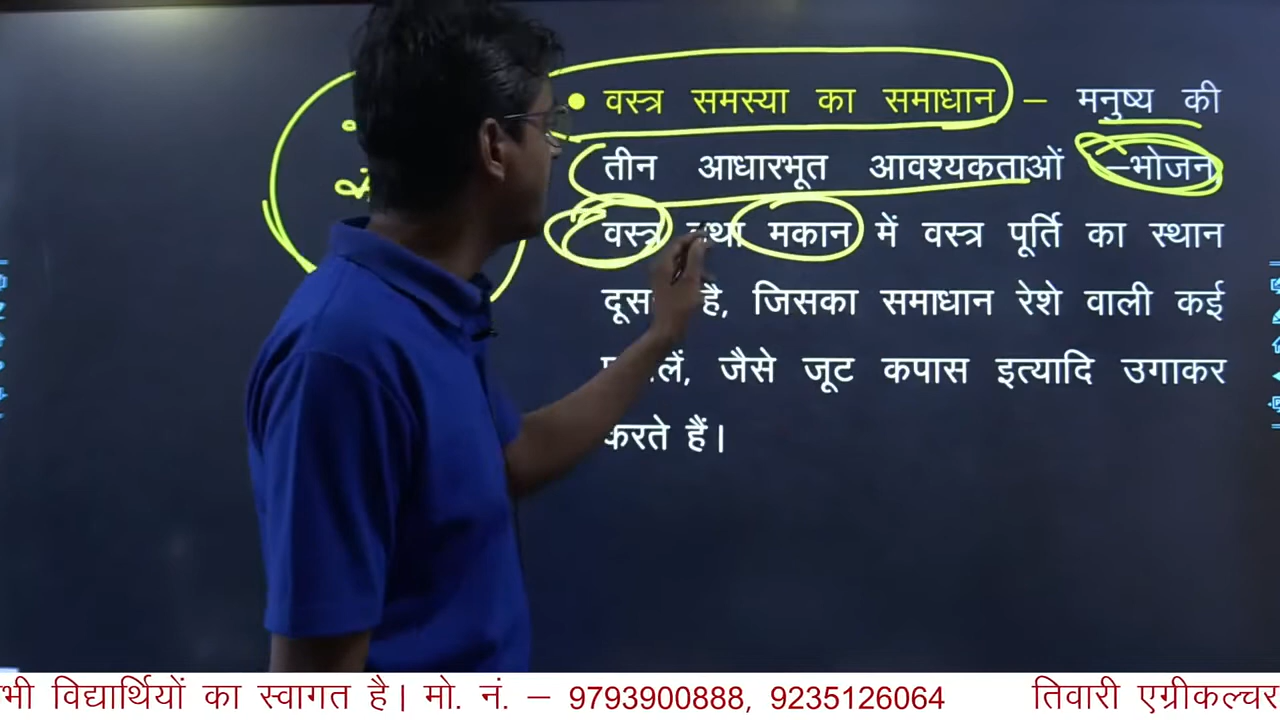 • वस्त्र समस्या का समाधान – मनुष्य की
तीन आधारभूत आवश्यकताओं –भोजन
वस्त्र मकान में वस्त्र पूर्ति का स्थान
है, जिसका समाधान रेशे वाली कई
जैसे जूट कपास इत्यादि उगाकर
करते हैं।
विद्यार्थियों का स्वागत है। मो. नं. – 9793900888, 9235126064 तिवारी एग्रीकल्चर